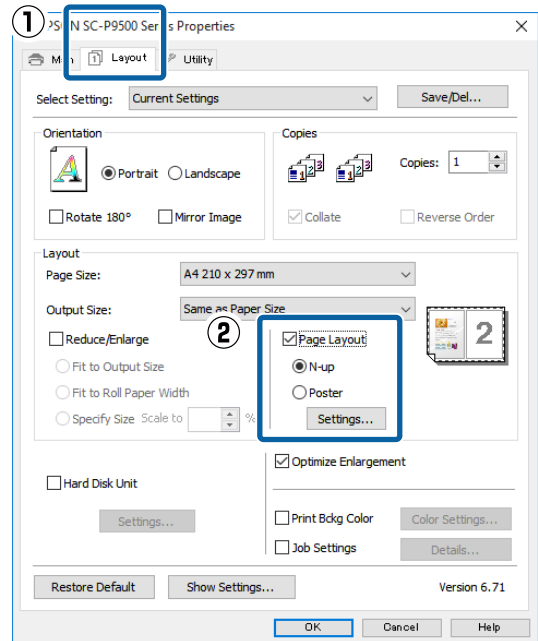 1
EPSON SC-P9500 Series Properties
Main
Layout
Utility
Select Setting: Current Settings Save/Del...
Orientation
Copies
Portrait Landscape
Copies: 1
Rotate 180° Mirror Image
Collate Reverse Order
Layout
Page Size: A4 210 x 297 mm
Output Size: Same as Paper Size
2
Reduce/Enlarge
Page Layout
2
Fit to Output Size
N-up
Fit to Roll Paper Width
Poster
Specify Size Scale to %
Settings...
Optimize Enlargement
Hard Disk Unit
Settings...
Print Bckg Color Color Settings...
Job Settings Details...
Restore Default Show Settings... Version 6.71
OK Cancel Help